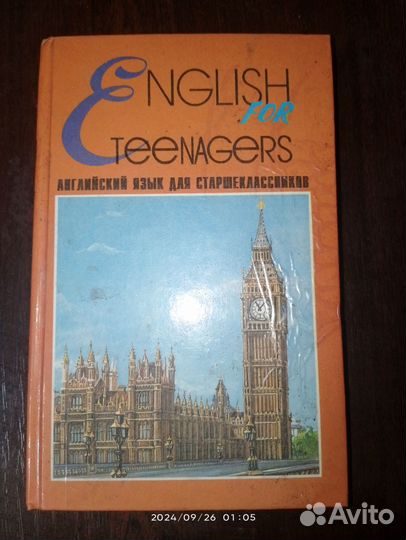 ENGLISH
FOR
TEENAGERS
АНГЛИЙСКИЙ ЯЗЫК ДЛЯ СТАРШЕКЛАССНИКОВ
2024/09/26 01:05
Avito